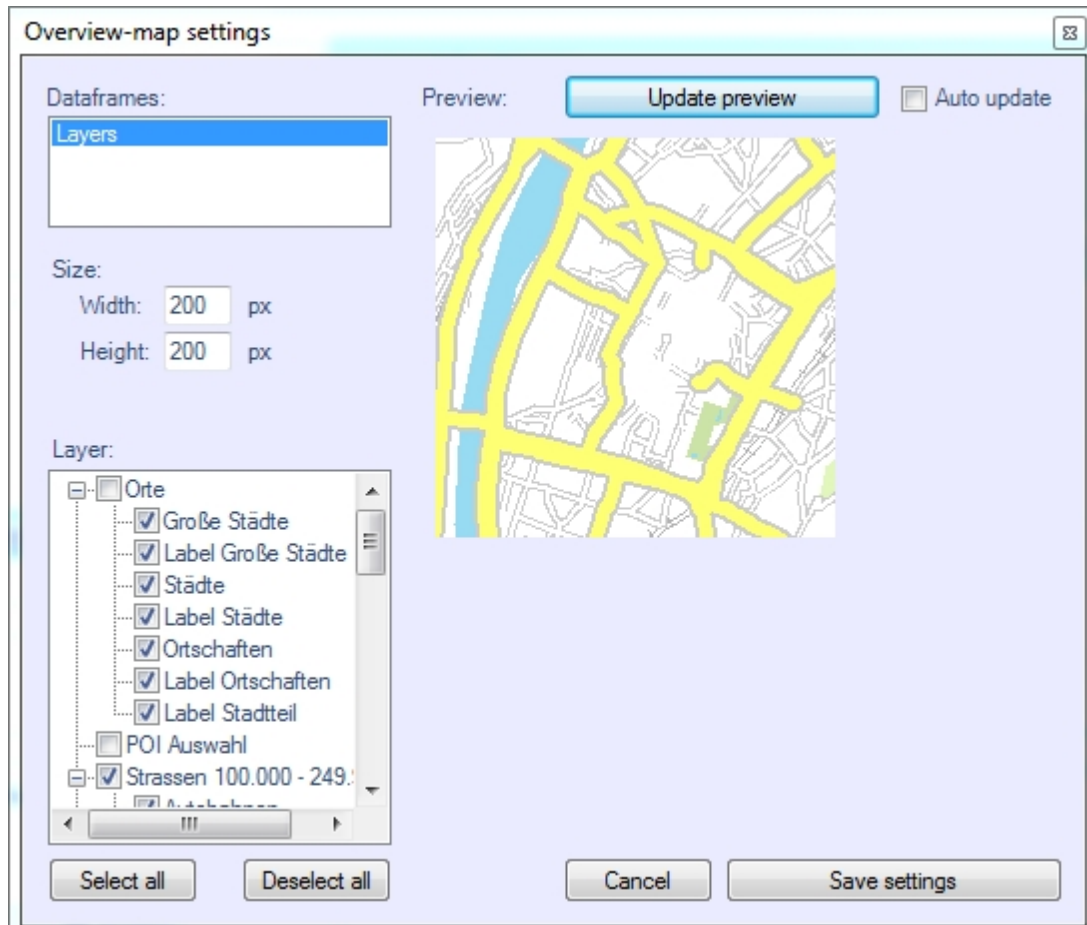 Overview-map settings
Dataframes:
Preview:
Update preview
Auto update
Layers
Size:
Width: 200 px
Height: 200 px
Layer:
Orte
Große Städte
Label Große Städte
Städte
Label Städte
Ortschaften
Label Ortschaften
Label Stadtteil
POI Auswahl
Strassen 100.000 - 249.
Autobahnen
Select all
Deselect all
Cancel
Save settings